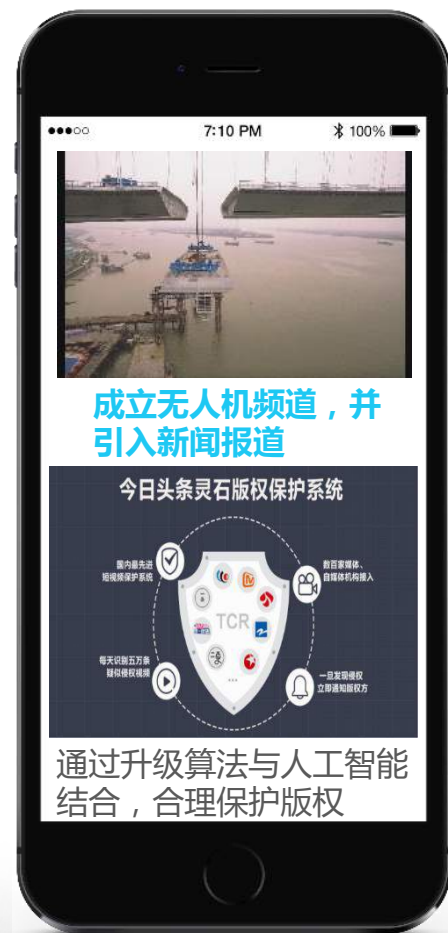 7:10 PM
100%
成立无人机频道，并
引入新闻报道
今日头条灵石版权保护系统
国内最先进
短视频保护系统
数百家媒体、
自媒体机构接入
TCR
每天识别五万条
疑似侵权视频
一旦发现侵权
立即通知版权方
...
通过升级算法与人工智能
结合，合理保护版权